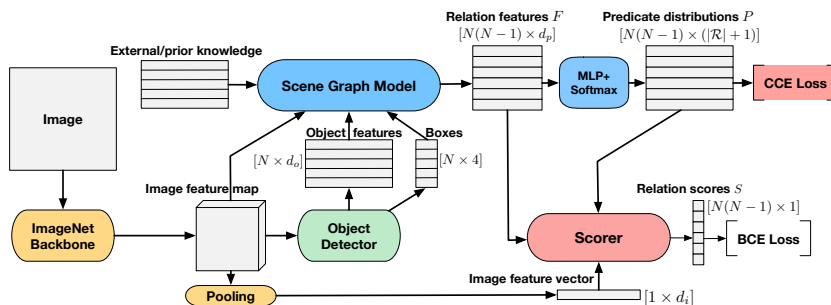 Relation features F
[N(N − 1) × d_p]
Predicate distributions P
[N(N − 1) × (|R| + 1)]
External/prior knowledge
Scene Graph Model
MLP+
Softmax
CCE Loss
Image
Object features
Boxes
[N × d_o]
[N × 4]
Image feature map
Relation scores S
[N(N − 1) × 1]
ImageNet
Backbone
Object
Detector
Scorer
BCE Loss
Image feature vector
Pooling
[1 × d_i]